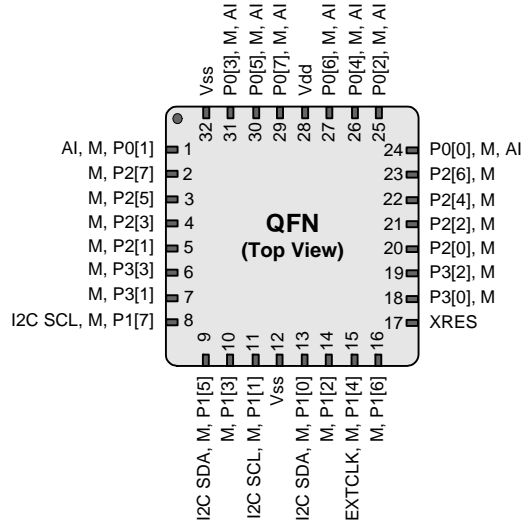 Vss
P0[3], M, AI
P0[5], M, AI
P0[7], M, AI
Vdd
P0[6], M, AI
P0[4], M, AI
P0[2], M, AI
32
31
30
29
28
27
26
25
AI, M, P0[1] 1
M, P2[7] 2
M, P2[5] 3
M, P2[3] 4
M, P2[1] 5
M, P3[3] 6
M, P3[1] 7
I2C SCL, M, P1[7] 8
QFN
(Top View)
24 P0[0], M, AI
23 P2[6], M
22 P2[4], M
21 P2[2], M
20 P2[0], M
19 P3[2], M
18 P3[0], M
17 XRES
9
10
11
12
13
14
15
16
I2C SDA, M, P1[5]
M, P1[3]
I2C SCL, M, P1[1]
Vss
I2C SDA, M, P1[0]
M, P1[2]
EXTCLK, M, P1[4]
M, P1[6]